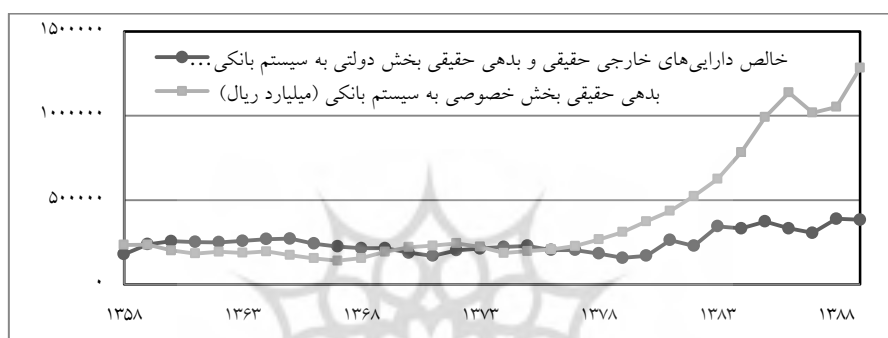 ۱۵۰۰۰۰۰
خالص دارایی‌های خارجی حقیقی و بدهی حقیقی بخش دولتی به سیستم بانکی...
بدهی حقیقی بخش خصوصی به سیستم بانکی (میلیارد ریال)
۱۰۰۰۰۰۰
۵۰۰۰۰۰
۰
۱۳۵۸ ۱۳۶۳ ۱۳۶۸ ۱۳۷۳ ۱۳۷۸ ۱۳۸۳ ۱۳۸۸